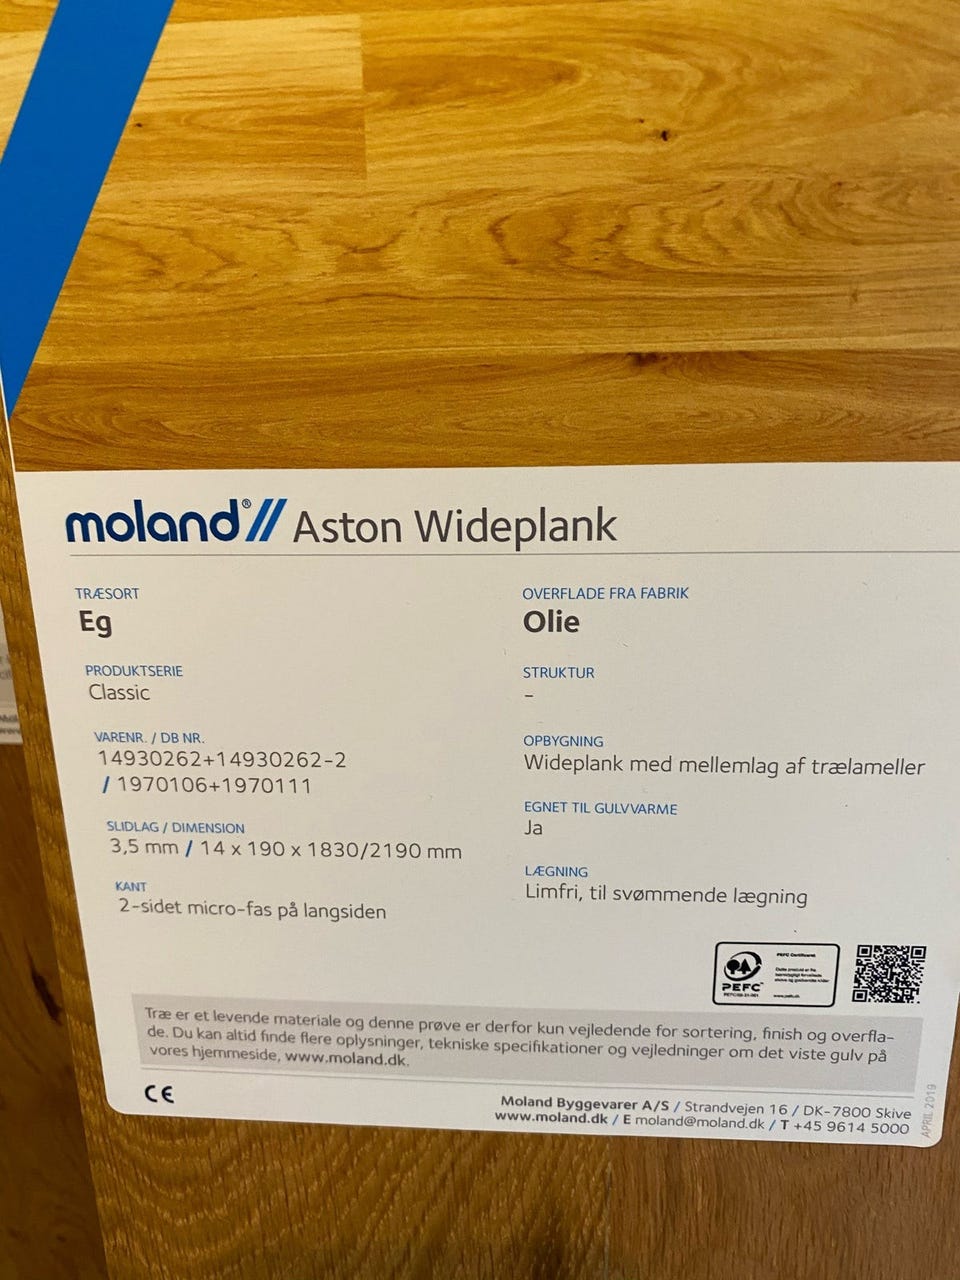 moland®// Aston Wideplank
TRÆSORT
Eg
PRODUKTSERIE
Classic
VARENR. / DB NR.
14930262+14930262-2
/ 1970106+1970111
SLIDLAG / DIMENSION
3,5 mm / 14 x 190 x 1830/2190 mm
KANT
2-sidet micro-fas på langsiden
OVERFLADE FRA FABRIK
Olie
STRUKTUR
–
OPBYGNING
Wideplank med mellemlag af trælameller
EGNET TIL GULVVARME
Ja
LÆGNING
Limfri, til svømmende lægning
PEFC
PEFC Certificeret
www.pefc.dk
Træ er et levende materiale og denne prøve er derfor kun vejledende for sortering, finish og overfla-
de. Du kan altid finde flere oplysninger, tekniske specifikationer og vejledninger om det viste gulv på
vores hjemmeside, www.moland.dk.
CE
Moland Byggevarer A/S / Strandvejen 16 / DK-7800 Skive
www.moland.dk / E moland@moland.dk / T +45 9614 5000
APRIL 2019